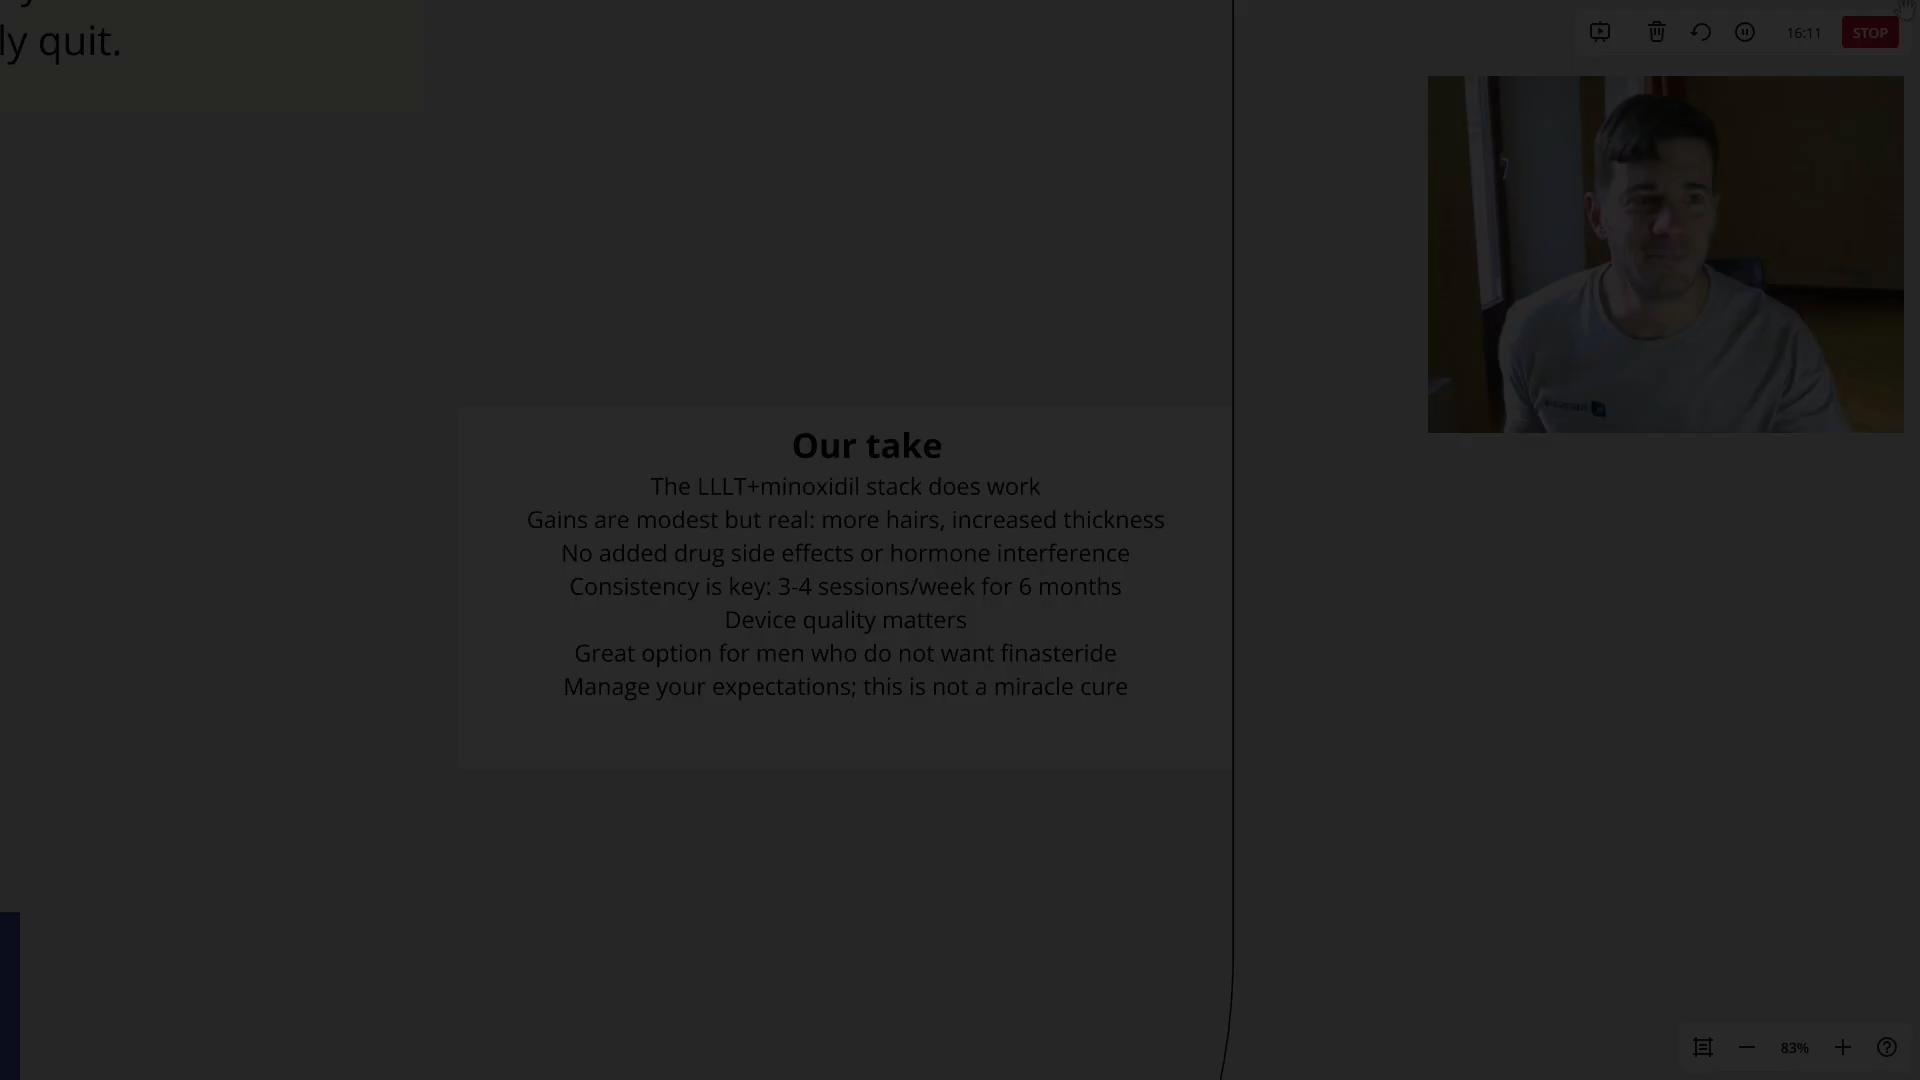 ly quit.
16:11
STOP
Our take
The LLLT+minoxidil stack does work
Gains are modest but real: more hairs, increased thickness
No added drug side effects or hormone interference
Consistency is key: 3-4 sessions/week for 6 months
Device quality matters
Great option for men who do not want finasteride
Manage your expectations; this is not a miracle cure
83%